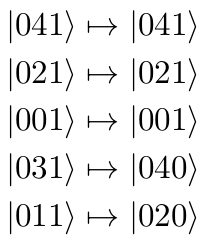 |041⟩ ↦ |041⟩
|021⟩ ↦ |021⟩
|001⟩ ↦ |001⟩
|031⟩ ↦ |040⟩
|011⟩ ↦ |020⟩